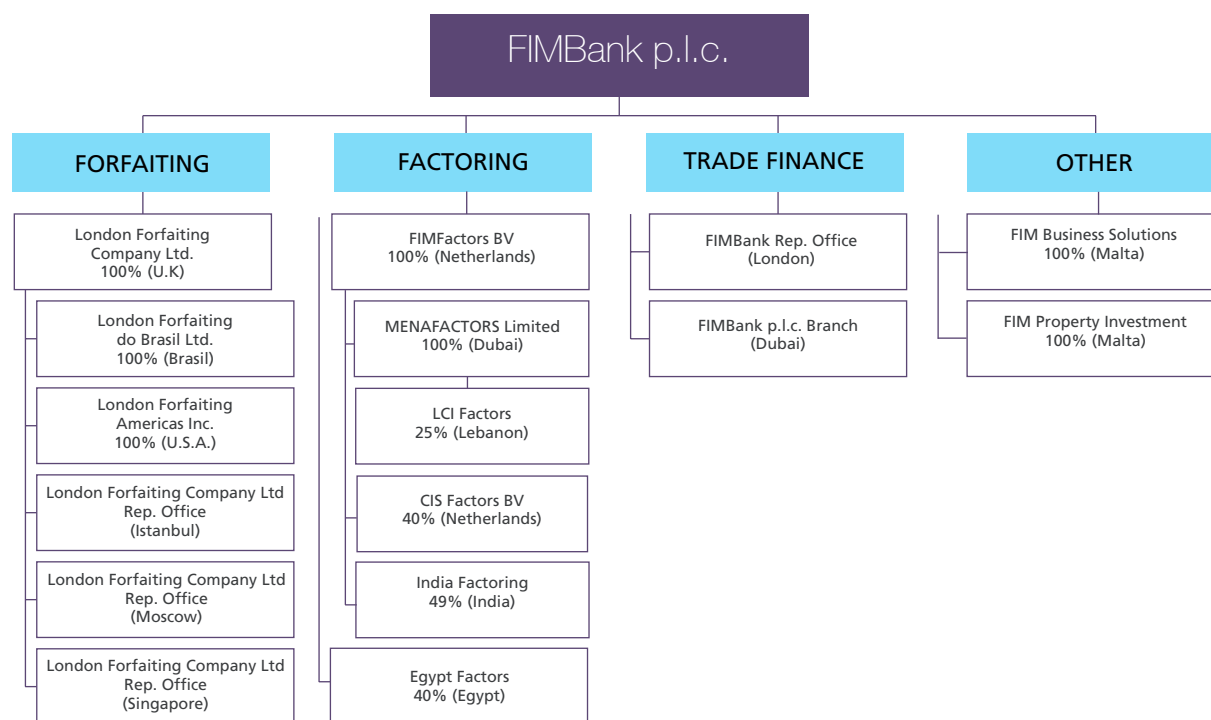 FIMBank p.l.c.
FORFAITING
London Forfaiting
Company Ltd.
100% (U.K)
London Forfaiting
do Brasil Ltd.
100% (Brasil)
London Forfaiting
Americas Inc.
100% (U.S.A.)
London Forfaiting Company Ltd
Rep. Office
(Istanbul)
London Forfaiting Company Ltd
Rep. Office
(Moscow)
London Forfaiting Company Ltd
Rep. Office
(Singapore)
FACTORING
FIMFactors BV
100% (Netherlands)
MENAFACTORS Limited
100% (Dubai)
LCI Factors
25% (Lebanon)
CIS Factors BV
40% (Netherlands)
India Factoring
49% (India)
Egypt Factors
40% (Egypt)
TRADE FINANCE
FIMBank Rep. Office
(London)
FIMBank p.l.c. Branch
(Dubai)
OTHER
FIM Business Solutions
100% (Malta)
FIM Property Investment
100% (Malta)